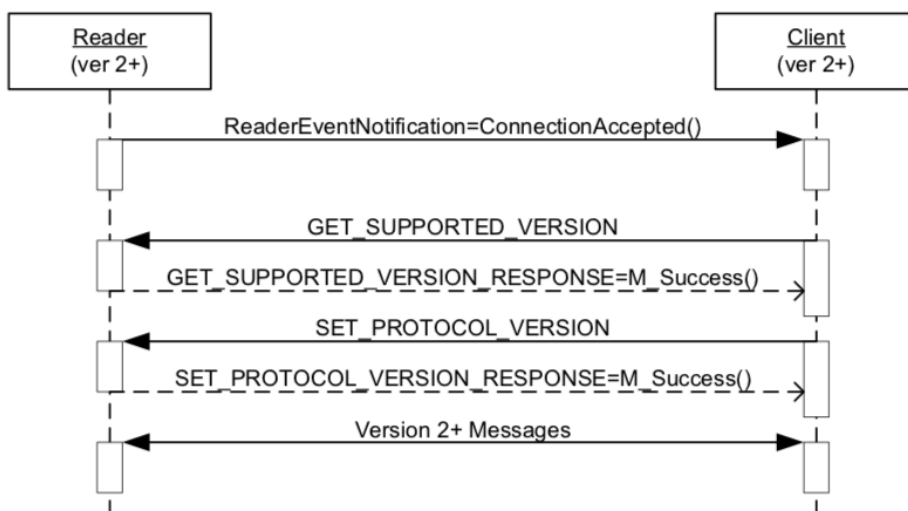 Reader
(ver 2+)
Client
(ver 2+)
ReaderEventNotification=ConnectionAccepted()
GET_SUPPORTED_VERSION
GET_SUPPORTED_VERSION_RESPONSE=M_Success()
SET_PROTOCOL_VERSION
SET_PROTOCOL_VERSION_RESPONSE=M_Success()
Version 2+ Messages